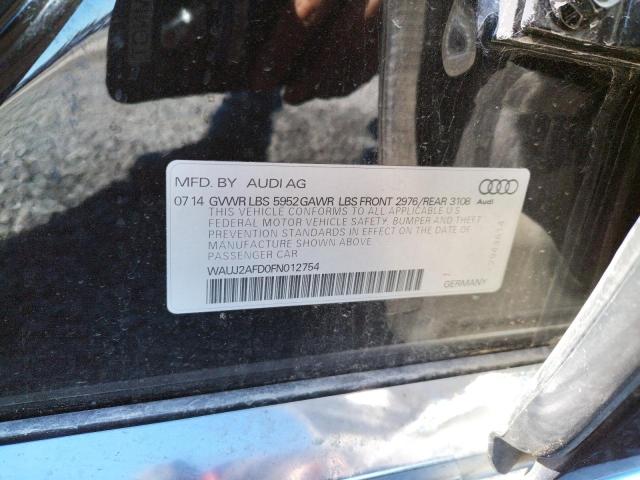 MFD. BY AUDI AG
07 14 GVWR LBS 5952 GAWR LBS FRONT 2976/REAR 3108 Audi
THIS VEHICLE CONFORMS TO ALL APPLICABLE U.S
FEDERAL MOTOR VEHICLE SAFETY, BUMPER AND THEFT
PREVENTION STANDARDS IN EFFECT ON THE DATE OF
MANUFACTURE SHOWN ABOVE.
PASSENGER CAR
WAUJ2AFD0FN012754
GERMANY